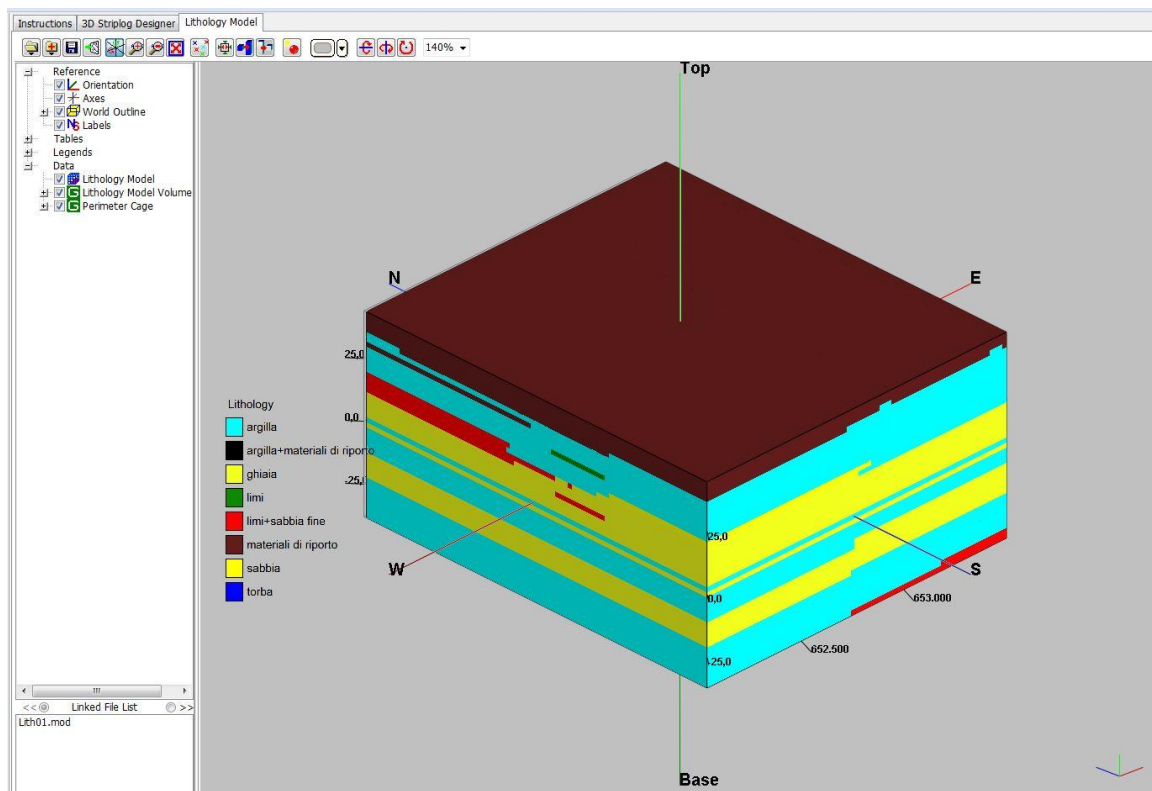 Instructions 3D Striplog Designer Lithology Model
140%
Reference
Orientation
Axes
World Outline
Labels
Tables
Legends
Data
Lithology Model
Lithology Model Volume
Perimeter Cage
Top
N
E
25,0
0,0
-25,0
Lithology
argilla
argilla+materiali di riporto
ghiaia
limi
limi+sabbia fine
materiali di riporto
sabbia
torba
W
S
25,0
0,0
-25,0
653.000
652.500
Base
<< Linked File List >>
Lith01.mod